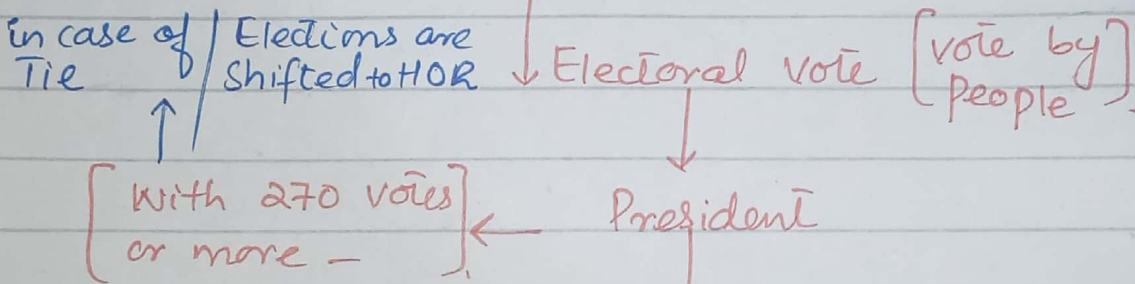 in case of / Elections are
Tie / Shifted to HOR
Electoral vote [vote by
people].
[With 270 votes
or more –].
President